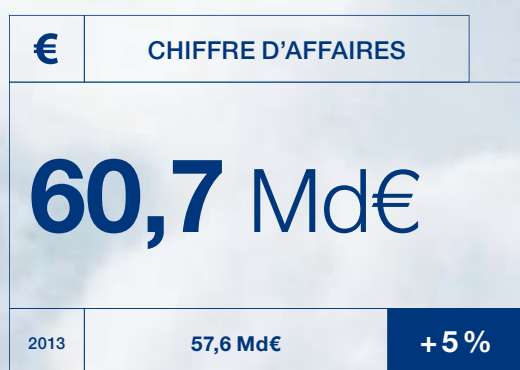 € CHIFFRE D'AFFAIRES
60,7 Md€
2013 57,6 Md€ +5 %